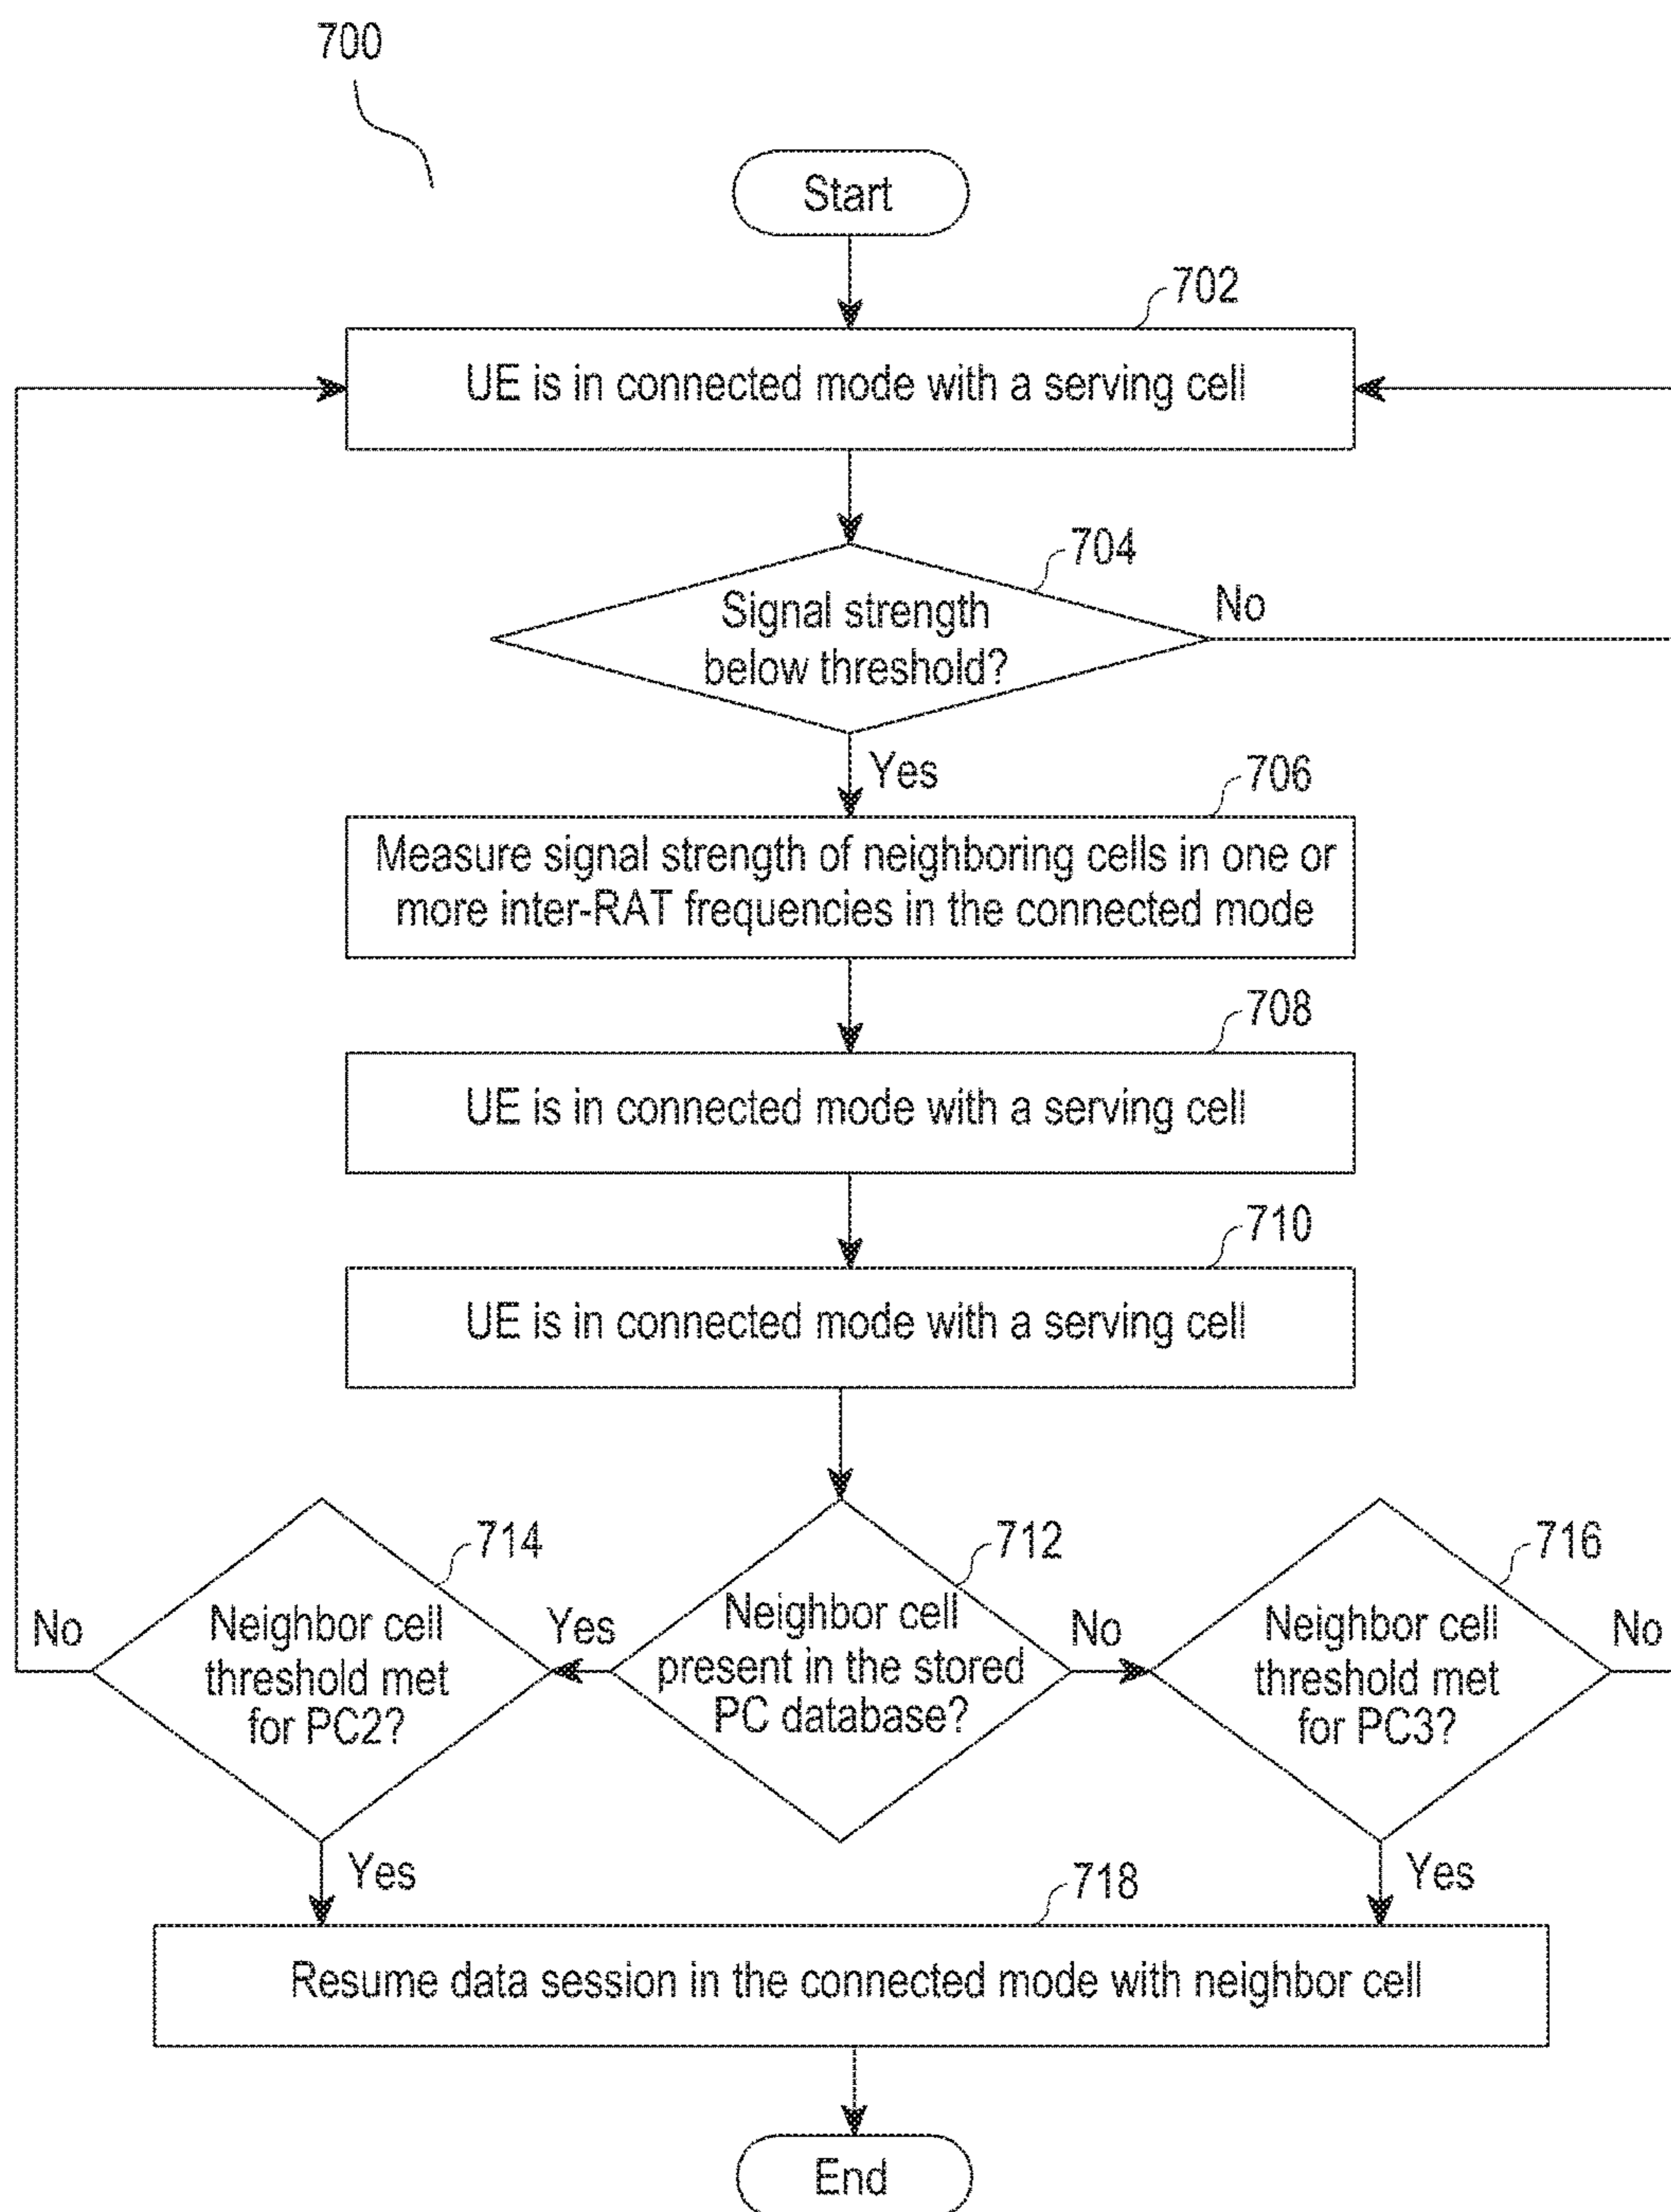 700
Start
702
UE is in connected mode with a serving cell
704
Signal strength
below threshold?
No
Yes
706
Measure signal strength of neighboring cells in one or
more inter-RAT frequencies in the connected mode
708
UE is in connected mode with a serving cell
710
UE is in connected mode with a serving cell
714
712
716
No
Neighbor cell
threshold met
for PC2?
Yes
Neighbor cell
present in the stored
PC database?
No
Neighbor cell
threshold met
for PC3?
No
Yes
718
Yes
Resume data session in the connected mode with neighbor cell
End